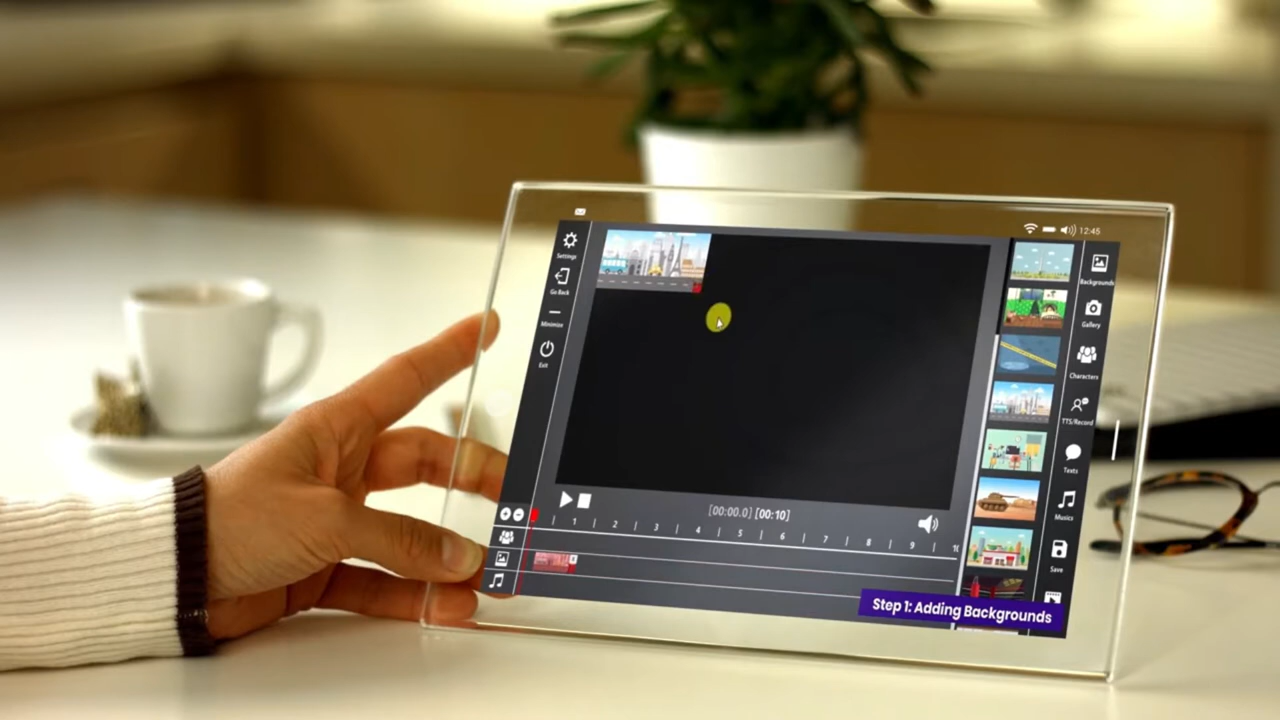 12:45
Settings
Go Back
Minimize
Exit
Backgrounds
Gallery
Characters
TTS/Record
Texts
Musics
Save
[00:00.0] [00:10]
1 | 2 | 3 | 4 | 5 | 6 | 7 | 8 | 9 | 10
Step 1: Adding Backgrounds